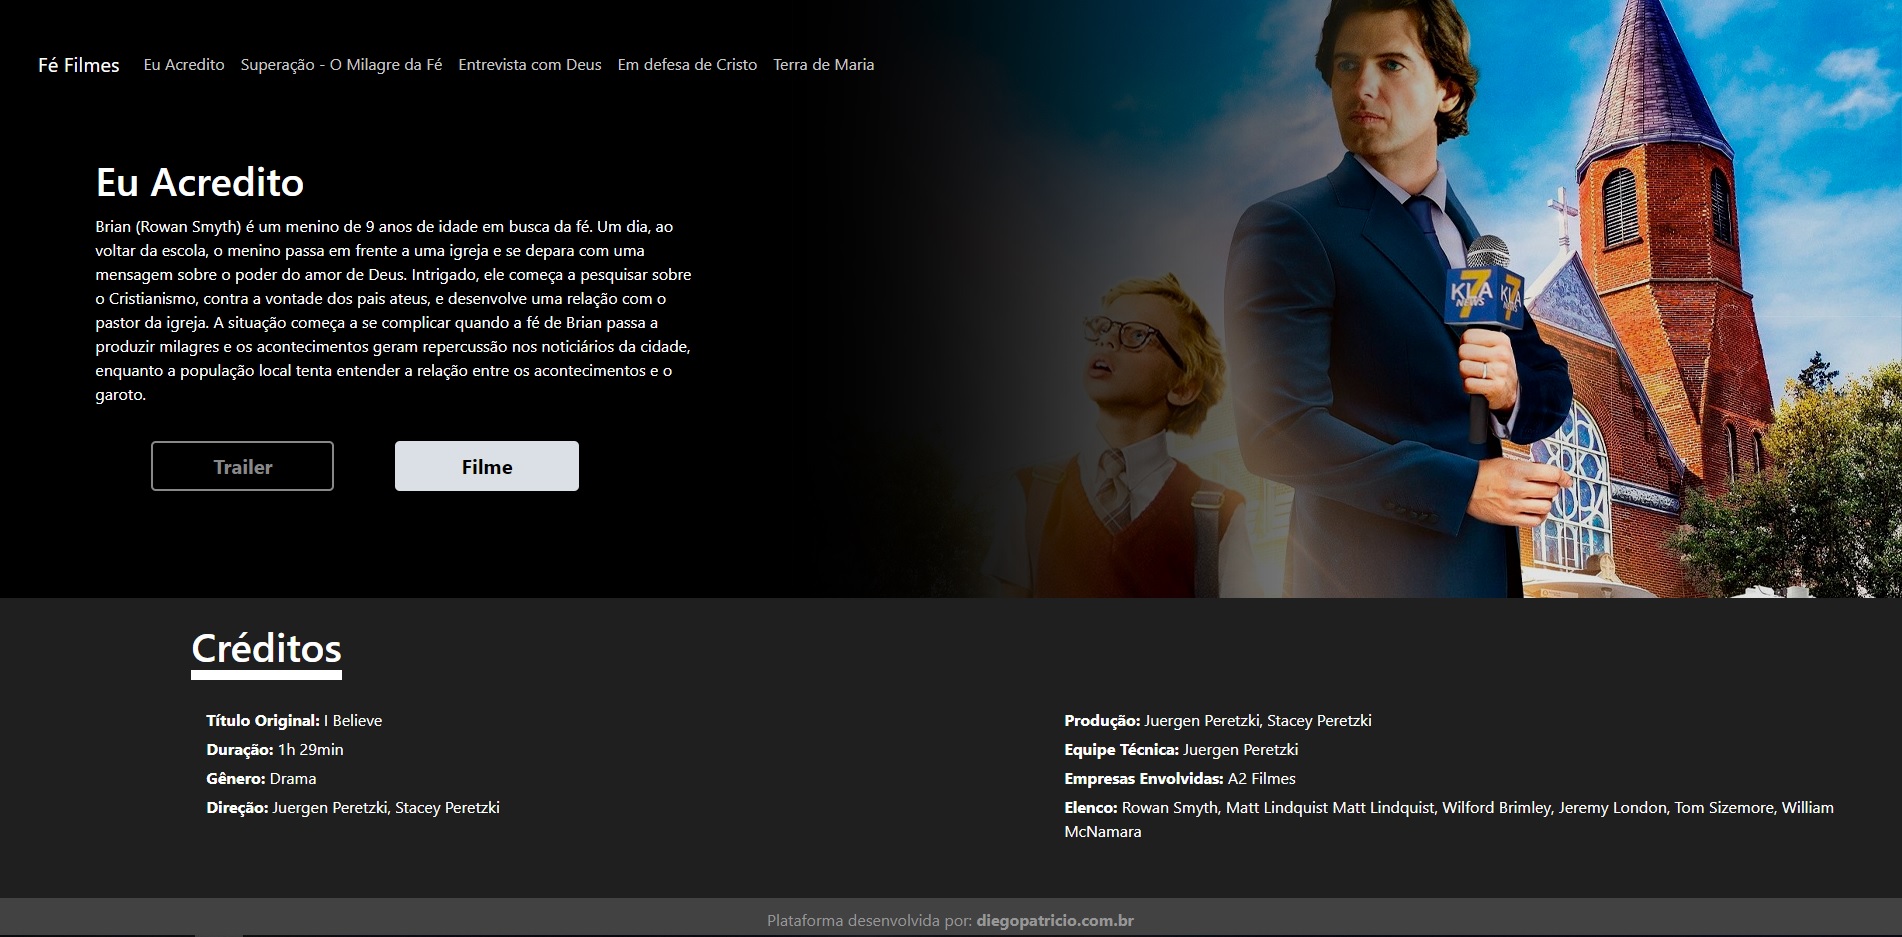 Fé Filmes Eu Acredito Superação - O Milagre da Fé Entrevista com Deus Em defesa de Cristo Terra de Maria
Eu Acredito
Brian (Rowan Smyth) é um menino de 9 anos de idade em busca da fé. Um dia, ao
voltar da escola, o menino passa em frente a uma igreja e se depara com uma
mensagem sobre o poder do amor de Deus. Intrigado, ele começa a pesquisar sobre
o Cristianismo, contra a vontade dos pais ateus, e desenvolve uma relação com o
pastor da igreja. A situação começa a se complicar quando a fé de Brian passa a
produzir milagres e os acontecimentos geram repercussão nos noticiários da cidade,
enquanto a população local tenta entender a relação entre os acontecimentos e o
garoto.
Trailer Filme
7
KLA
NEWS
7
KLA
NEWS
Créditos
Título Original: I Believe
Duração: 1h 29min
Gênero: Drama
Direção: Juergen Peretzki, Stacey Peretzki
Produção: Juergen Peretzki, Stacey Peretzki
Equipe Técnica: Juergen Peretzki
Empresas Envolvidas: A2 Filmes
Elenco: Rowan Smyth, Matt Lindquist Matt Lindquist, Wilford Brimley, Jeremy London, Tom Sizemore, William
McNamara
Plataforma desenvolvida por: diegopatricio.com.br